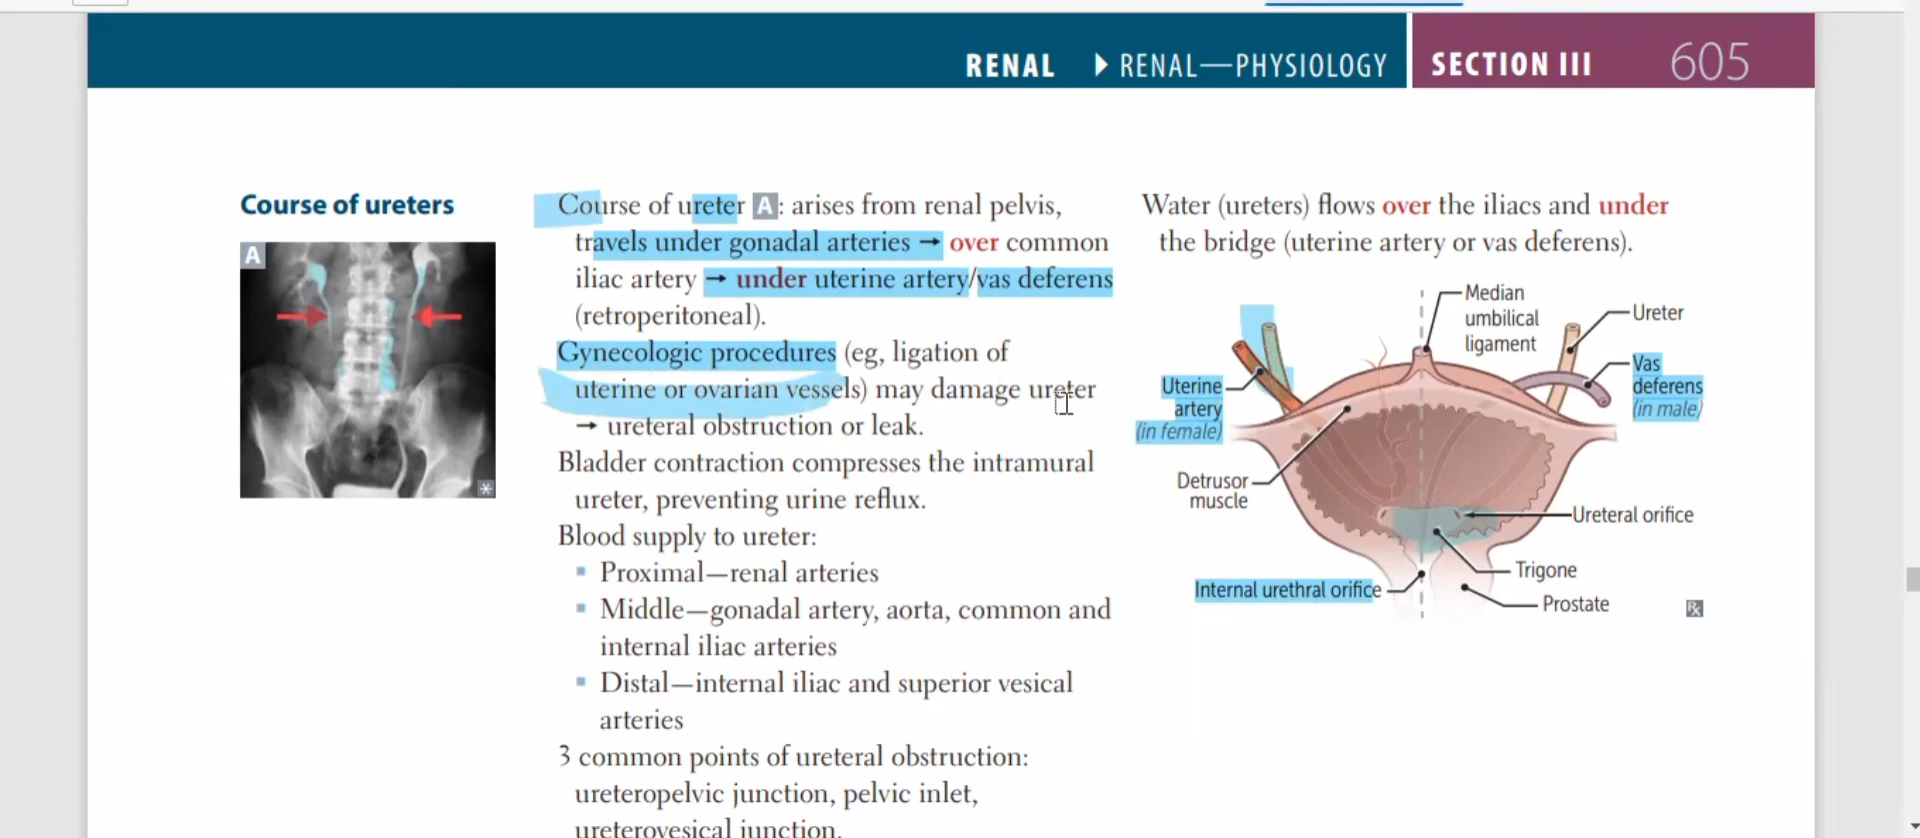 RENAL ▶ RENAL—PHYSIOLOGY SECTION III 605
Course of ureters
A
Course of ureter A: arises from renal pelvis,
travels under gonadal arteries → over common
iliac artery → under uterine artery/vas deferens
(retroperitoneal).
Gynecologic procedures (eg, ligation of
uterine or ovarian vessels) may damage ureter
→ ureteral obstruction or leak.
Bladder contraction compresses the intramural
ureter, preventing urine reflux.
Blood supply to ureter:
▪ Proximal—renal arteries
▪ Middle—gonadal artery, aorta, common and
internal iliac arteries
▪ Distal—internal iliac and superior vesical
arteries
3 common points of ureteral obstruction:
ureteropelvic junction, pelvic inlet,
ureterovesical junction.
Water (ureters) flows over the iliacs and under
the bridge (uterine artery or vas deferens).
Median
umbilical
ligament
Ureter
Vas
deferens
(in male)
Uterine
artery
(in female)
Detrusor
muscle
Ureteral orifice
Trigone
Internal urethral orifice
Prostate
Rx